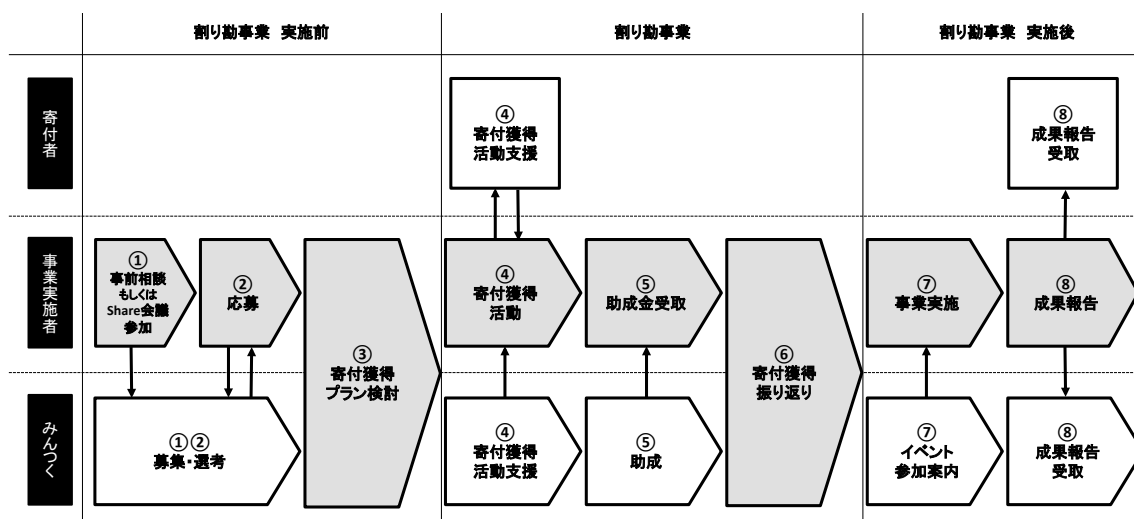 割り勘事業 実施前
割り勘事業
割り勘事業 実施後
寄付者
④
寄付獲得
活動支援
⑧
成果報告
受取
事業実施者
①
事前相談
もしくは
Share会議
参加
②
応募
③
寄付獲得
プラン検討
④
寄付獲得
活動
⑤
助成金受取
⑥
寄付獲得
振り返り
⑦
事業実施
⑧
成果報告
みんつく
①②
募集・選考
④
寄付獲得
活動支援
⑤
助成
⑦
イベント
参加案内
⑧
成果報告
受取